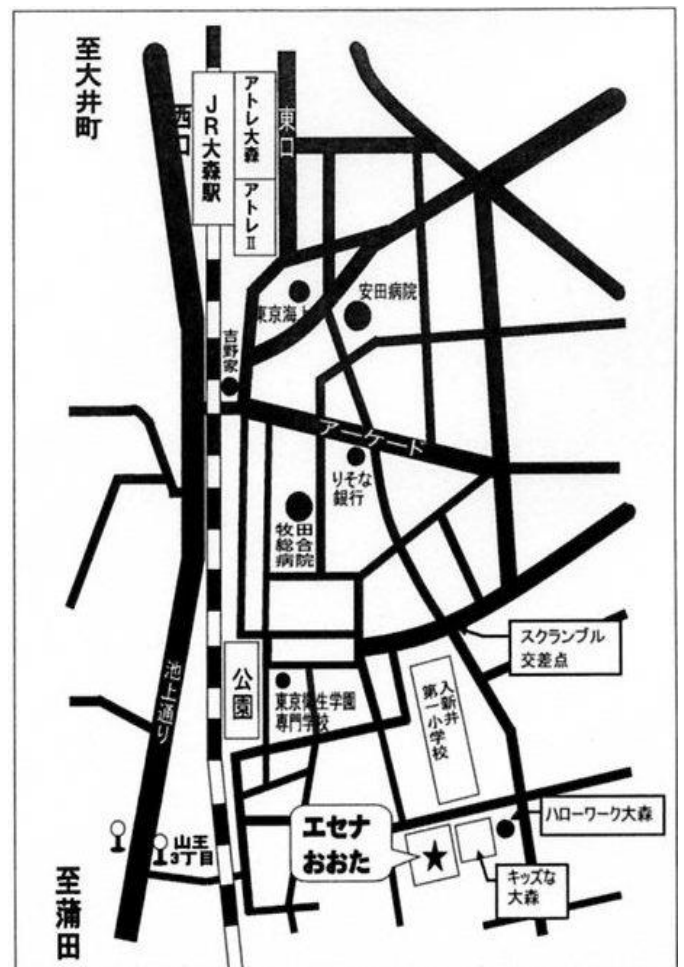 至大井町
西口
JR大森駅
アトレ大森
アトレⅡ
東口
東京海上
安田病院
吉野家
アーケード
りそな
銀行
牧田
総合
病院
スクランブル
交差点
公園
池上通り
東京衛生学園
専門学校
入新井
第一小学校
ハローワーク大森
エセナ
おおた
キッズな
大森
山王
3丁目
至蒲田